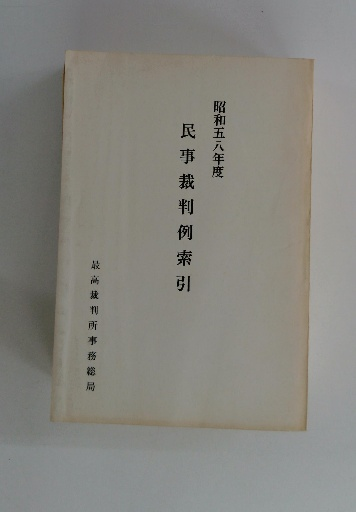 昭和五八年度
民事裁判例索引
最高裁判所事務総局